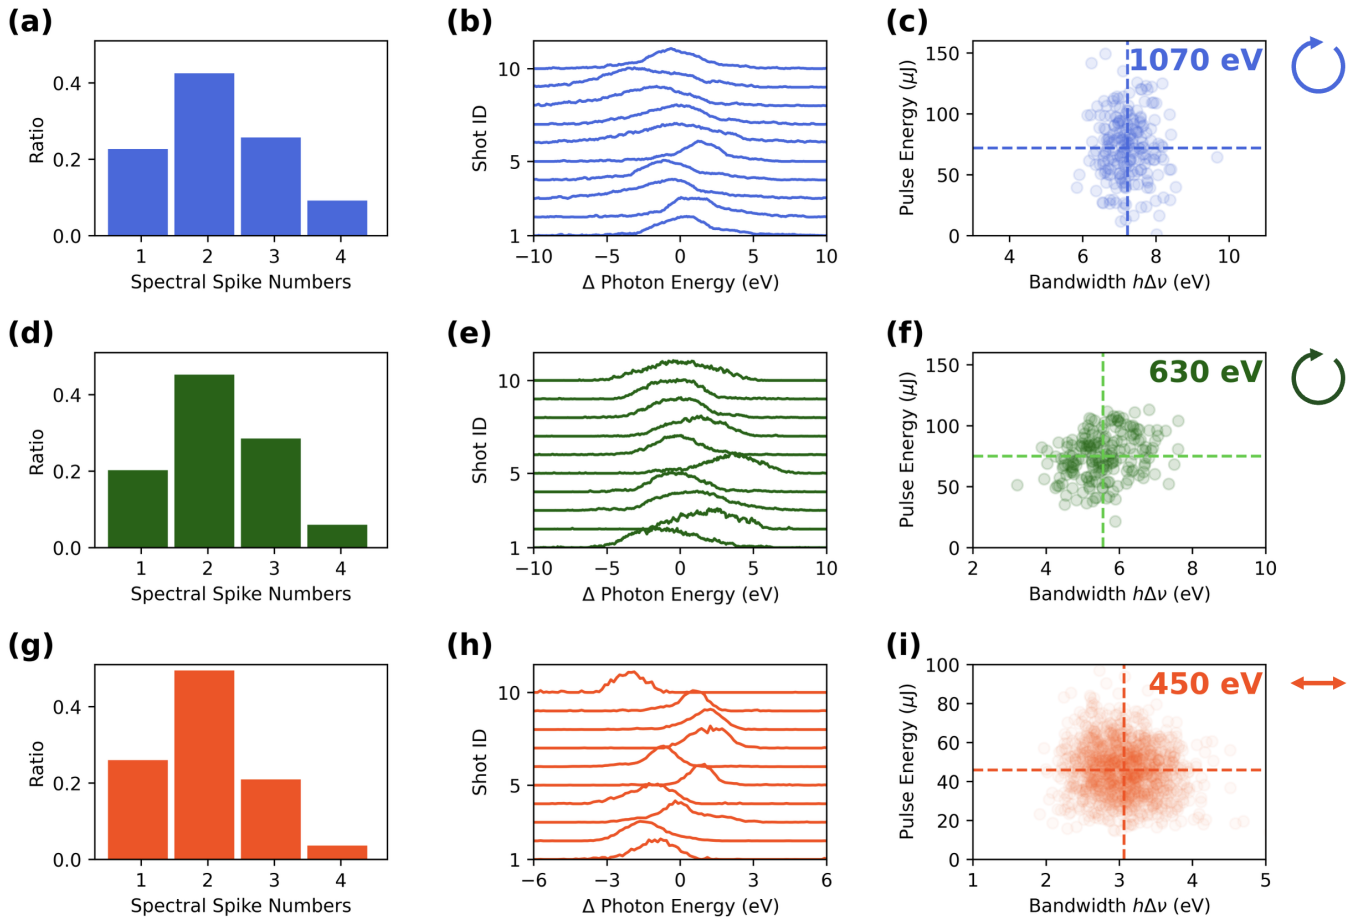 (a)
Ratio
0.4
0.2
0.0
1 2 3 4
Spectral Spike Numbers
(b)
Shot ID
10
5
1
−10 −5 0 5 10
Δ Photon Energy (eV)
(c)
1070 eV
Pulse Energy (μJ)
150
100
50
0
4 6 8 10
Bandwidth hΔν (eV)
(d)
Ratio
0.4
0.2
0.0
1 2 3 4
Spectral Spike Numbers
(e)
Shot ID
10
5
1
−10 −5 0 5 10
Δ Photon Energy (eV)
(f)
630 eV
Pulse Energy (μJ)
150
100
50
0
2 4 6 8 10
Bandwidth hΔν (eV)
(g)
Ratio
0.4
0.2
0.0
1 2 3 4
Spectral Spike Numbers
(h)
Shot ID
10
5
1
−6 −3 0 3 6
Δ Photon Energy (eV)
(i)
450 eV
Pulse Energy (μJ)
100
80
60
40
20
0
1 2 3 4 5
Bandwidth hΔν (eV)